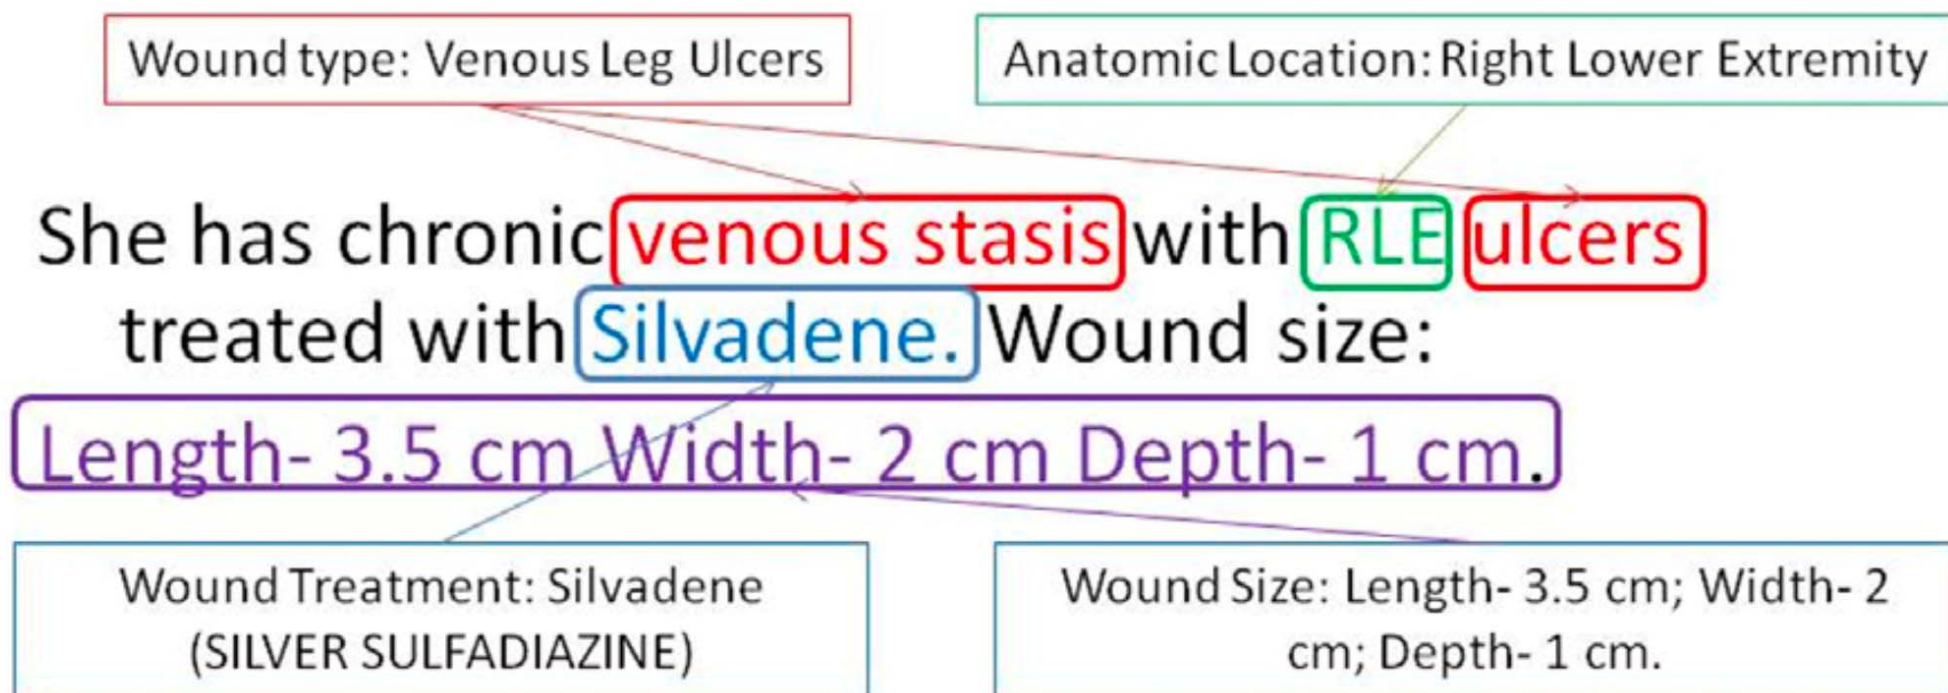 Wound type: Venous Leg Ulcers
Anatomic Location: Right Lower Extremity
She has chronic venous stasis with RLE ulcers
treated with Silvadene. Wound size:
Length- 3.5 cm Width- 2 cm Depth- 1 cm.
Wound Treatment: Silvadene
(SILVER SULFADIAZINE)
Wound Size: Length- 3.5 cm; Width- 2
cm; Depth- 1 cm.